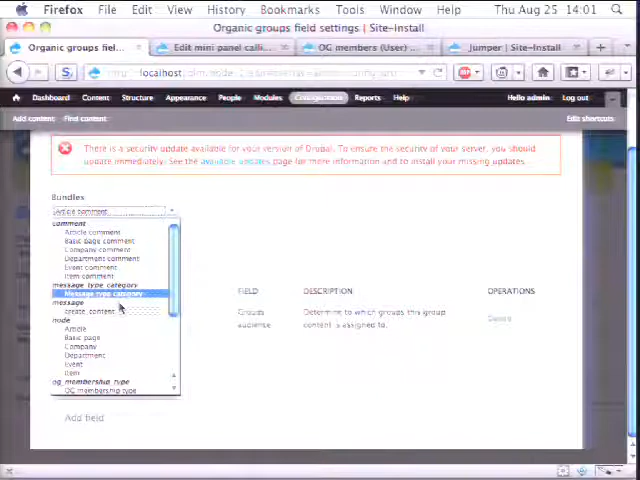 Firefox File Edit View History Bookmarks Tools Window Help Thu Aug 25 14:01
Organic groups field settings | Site-Install
Organic groups field... Edit mini panel calli... OG members (User) ... Jumper | Site-Install
localhost
Dashboard Content Structure Appearance People Modules Configuration Reports Help Hello admin Log out
Add content Find content Edit shortcuts
There is a security update available for your version of Drupal. To ensure the security of your server, you should
update immediately. See the available updates page for more information and to install your missing updates.
Bundles
Article comment
comment
Article comment
Basic page comment
Company comment
Department comment
Event comment
Item comment
message_type_category
Message type category
message
create_content
node
Article
Basic page
Company
Department
Event
Item
og_membership_type
OG membership type
FIELD DESCRIPTION OPERATIONS
Groups audience Determine to which groups this group content is assigned to. Delete
Add field